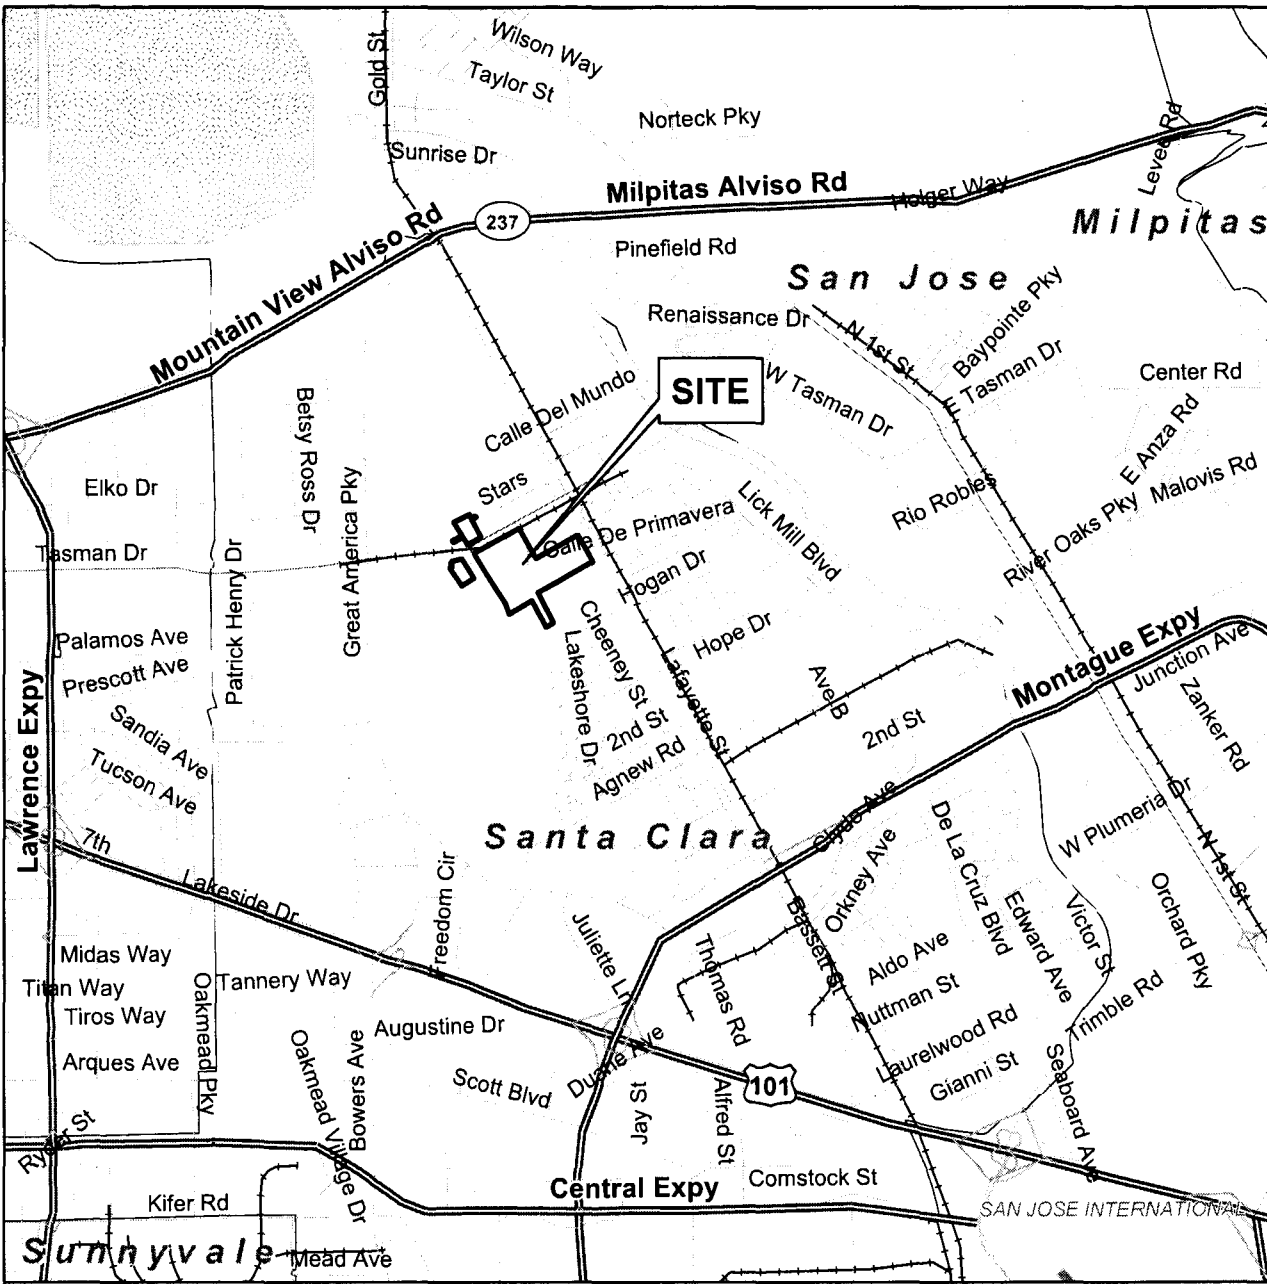 Wilson Way
Gold St
Taylor St
Norteck Pky
Levee Rd
Sunrise Dr
Milpitas Alviso Rd
Holger Way
237
Milpitas
Mountain View Alviso Rd
Pinefield Rd
San Jose
Renaissance Dr
N 1st St
Baypointe Pky
E Tasman Dr
Center Rd
SITE
W Tasman Dr
Calle Del Mundo
Betsy Ross Dr
E Anza Rd
Malovis Rd
Elko Dr
Great America Pky
Stars
Rio Robles
Lick Mill Blvd
Calle De Primavera
River Oaks Pky
Tasman Dr
Patrick Henry Dr
Hogan Dr
Palamos Ave
Cheeney St
Hope Dr
Montague Expy
Junction Ave
Prescott Ave
Lakeshore Dr
Lafayette St
Ave B
Zanker Rd
Lawrence Expy
Sandia Ave
2nd St
2nd St
Tucson Ave
Agnew Rd
Santa Clara
Clyde Ave
W Plumeria Dr
7th
De La Cruz Blvd
Orkney Ave
N 1st St
Lakeside Dr
Freedom Cir
Juliette Ln
Bassett St
Edward Ave
Victor St
Orchard Pky
Midas Way
Thomas Rd
Aldo Ave
Titan Way
Oakmead Pky
Tannery Way
Nuttman St
Trimble Rd
Tiros Way
Augustine Dr
Laurelwood Rd
Arques Ave
Oakmead Village Dr
Bowers Ave
Scott Blvd
Duane Ave
Jay St
Alfred St
101
Gianni St
Seaboard Ave
Ryder St
Central Expy
Comstock St
Kifer Rd
SAN JOSE INTERNATIONAL
Sunnyvale
Mead Ave